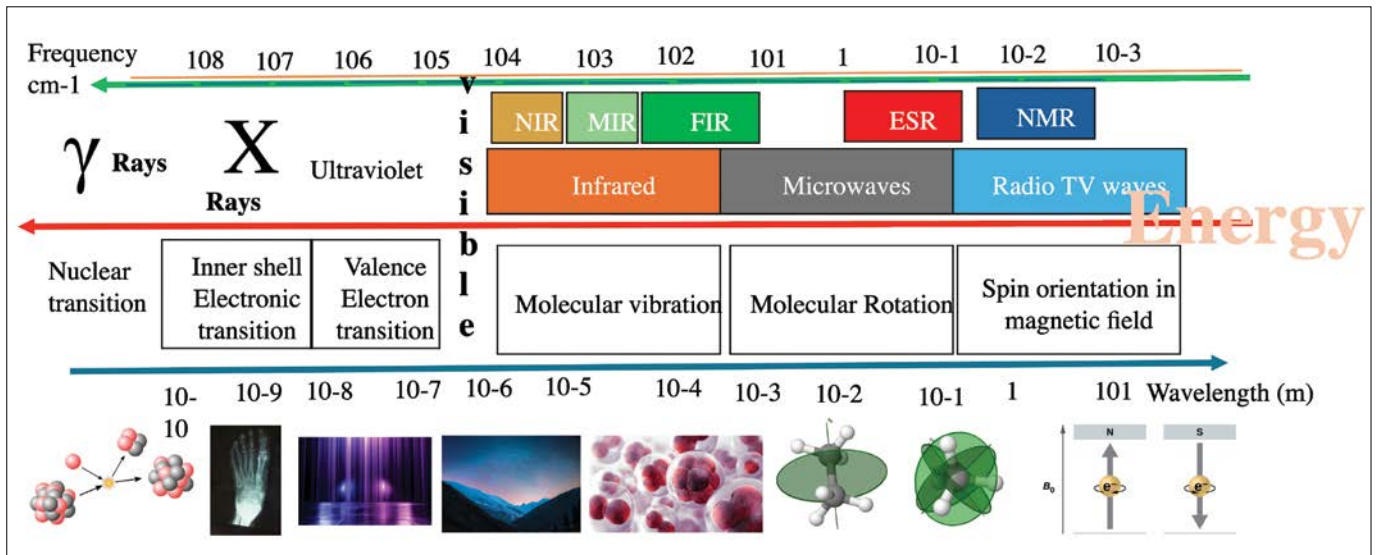 Frequency
cm-1
108 107 106 105 104 103 102 101 1 10-1 10-2 10-3
visible
NIR MIR FIR ESR NMR
γ Rays
X
Rays
Ultraviolet
Infrared Microwaves Radio TV waves
Energy
Nuclear
transition
Inner shell
Electronic
transition
Valence
Electron
transition
Molecular vibration
Molecular Rotation
Spin orientation in
magnetic field
10-
10
10-9 10-8 10-7 10-6 10-5 10-4 10-3 10-2 10-1 1 101 Wavelength (m)
N S
B0
e− e−